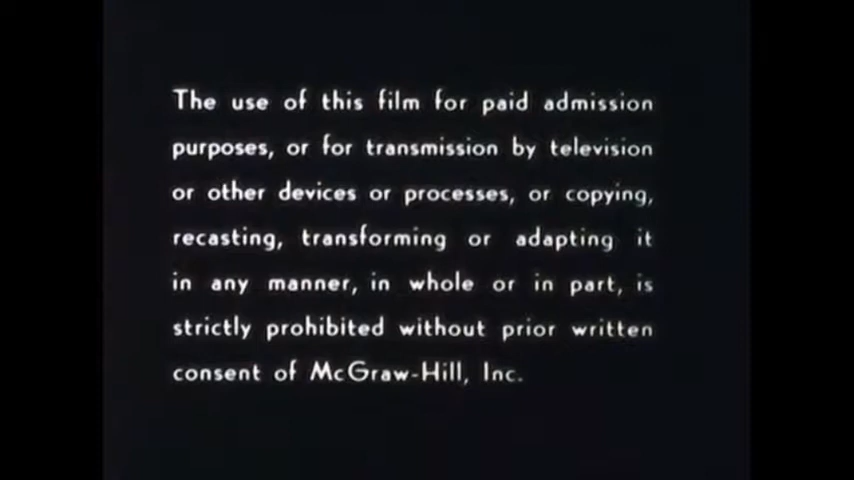 The use of this film for paid admission
purposes, or for transmission by television
or other devices or processes, or copying,
recasting, transforming or adapting it
in any manner, in whole or in part, is
strictly prohibited without prior written
consent of McGraw-Hill, Inc.